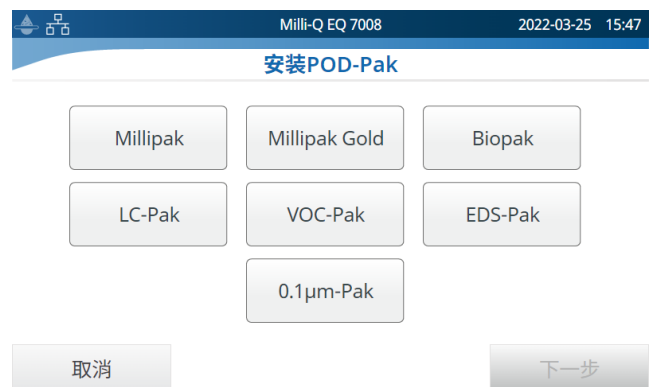 Milli-Q EQ 7008 2022-03-25 15:47
安装POD-Pak
Millipak Millipak Gold Biopak
LC-Pak VOC-Pak EDS-Pak
0.1µm-Pak
取消 下一步